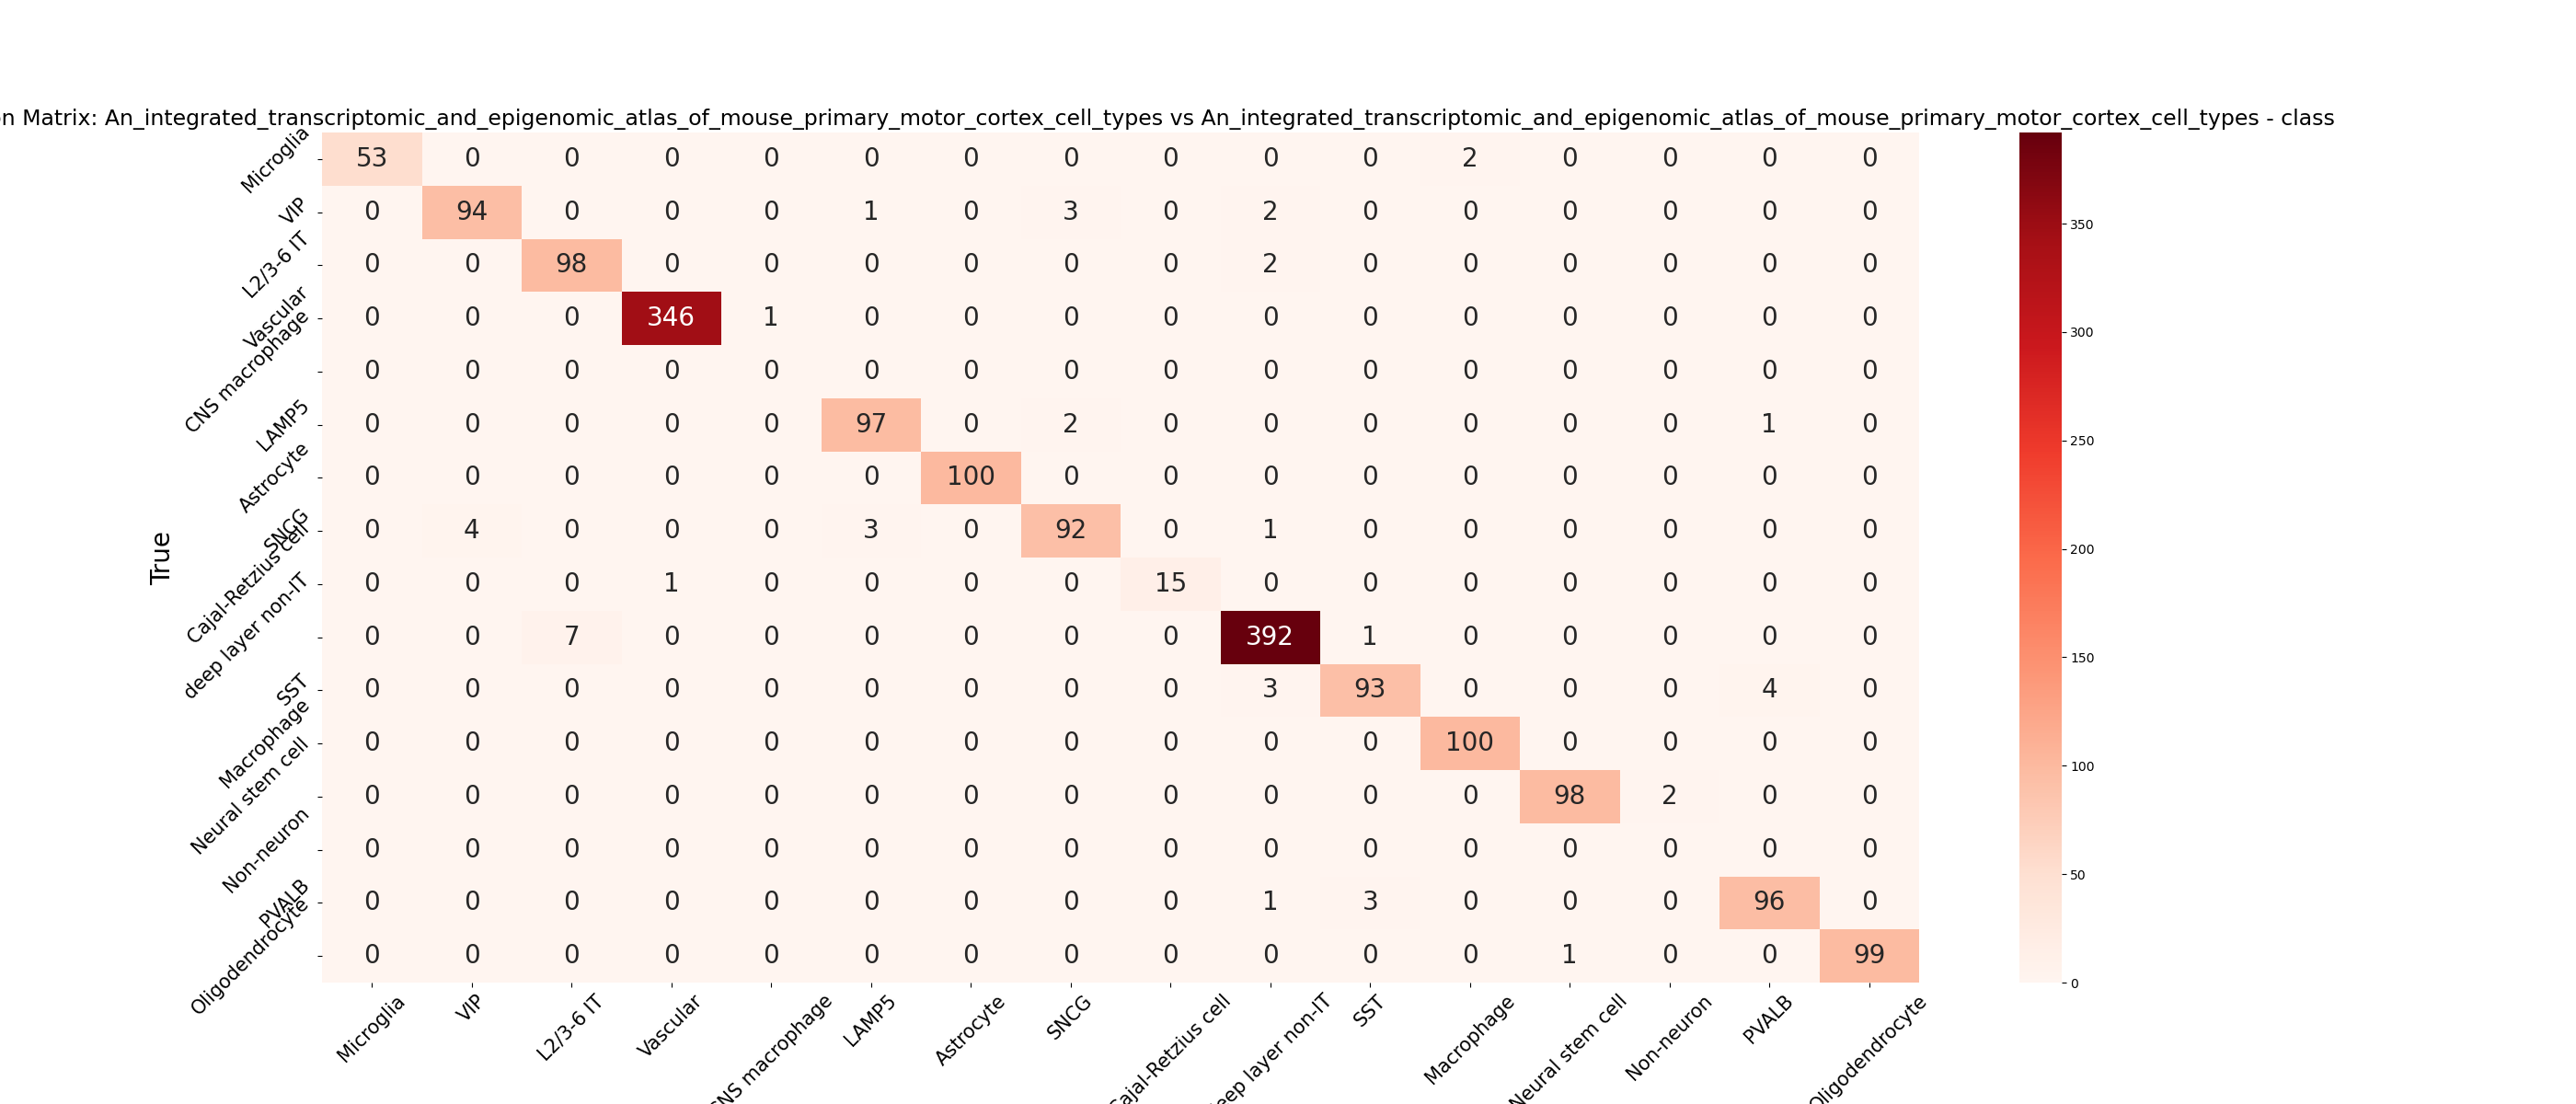 n Matrix: An_integrated_transcriptomic_and_epigenomic_atlas_of_mouse_primary_motor_cortex_cell_types vs An_integrated_transcriptomic_and_epigenomic_atlas_of_mouse_primary_motor_cortex_cell_types - class
True
Microglia 53 0 0 0 0 0 0 0 0 0 0 2 0 0 0 0
VIP 0 94 0 0 0 1 0 3 0 2 0 0 0 0 0 0
L2/3-6 IT 0 0 98 0 0 0 0 0 0 2 0 0 0 0 0 0
Vascular 0 0 0 346 1 0 0 0 0 0 0 0 0 0 0 0
CNS macrophage 0 0 0 0 0 0 0 0 0 0 0 0 0 0 0 0
LAMP5 0 0 0 0 0 97 0 2 0 0 0 0 0 0 1 0
Astrocyte 0 0 0 0 0 0 100 0 0 0 0 0 0 0 0 0
SNCG 0 4 0 0 0 3 0 92 0 1 0 0 0 0 0 0
Cajal-Retzius cell 0 0 0 1 0 0 0 0 15 0 0 0 0 0 0 0
deep layer non-IT 0 0 7 0 0 0 0 0 0 392 1 0 0 0 0 0
SST 0 0 0 0 0 0 0 0 0 3 93 0 0 0 4 0
Macrophage 0 0 0 0 0 0 0 0 0 0 0 100 0 0 0 0
Neural stem cell 0 0 0 0 0 0 0 0 0 0 0 0 98 2 0 0
Non-neuron 0 0 0 0 0 0 0 0 0 0 0 0 0 0 0 0
PVALB 0 0 0 0 0 0 0 0 0 1 3 0 0 0 96 0
Oligodendrocyte 0 0 0 0 0 0 0 0 0 0 0 0 1 0 0 99
Microglia
VIP
L2/3-6 IT
Vascular
CNS macrophage
LAMP5
Astrocyte
SNCG
Cajal-Retzius cell
deep layer non-IT
SST
Macrophage
Neural stem cell
Non-neuron
PVALB
Oligodendrocyte
350
300
250
200
150
100
50
0